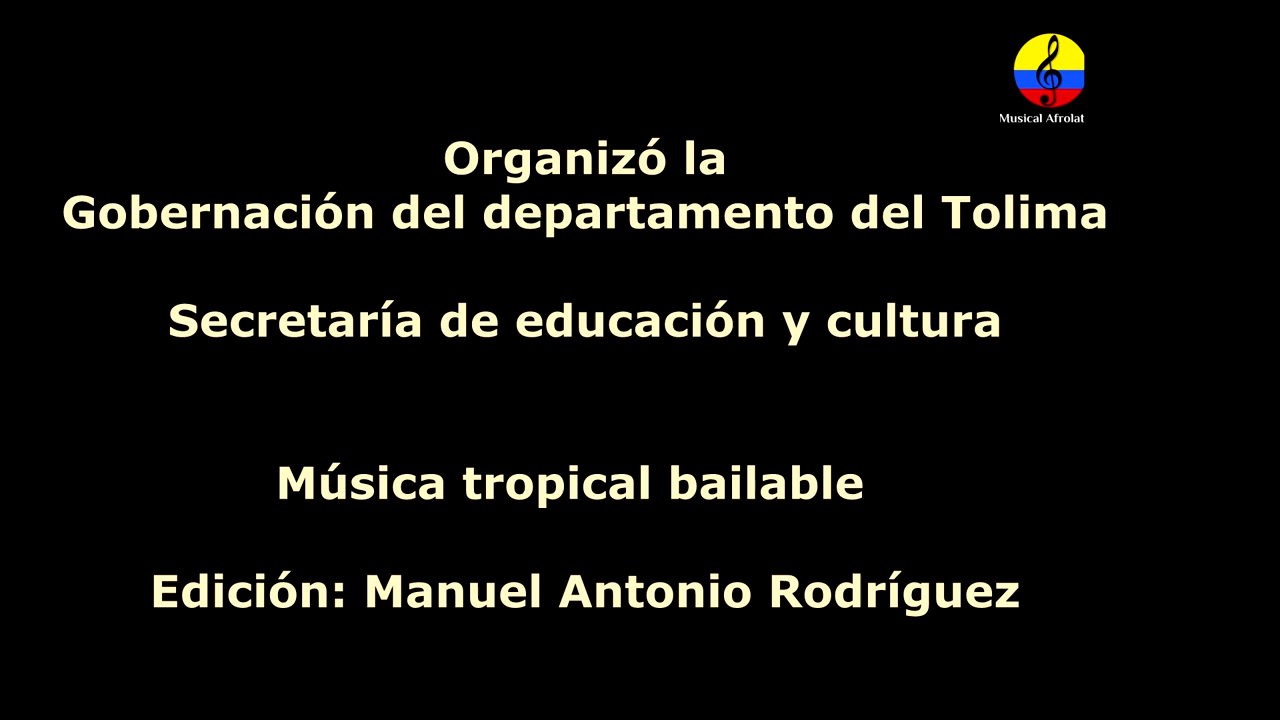 Musical Afrolat
Organizó la
Gobernación del departamento del Tolima
Secretaría de educación y cultura
Música tropical bailable
Edición: Manuel Antonio Rodríguez